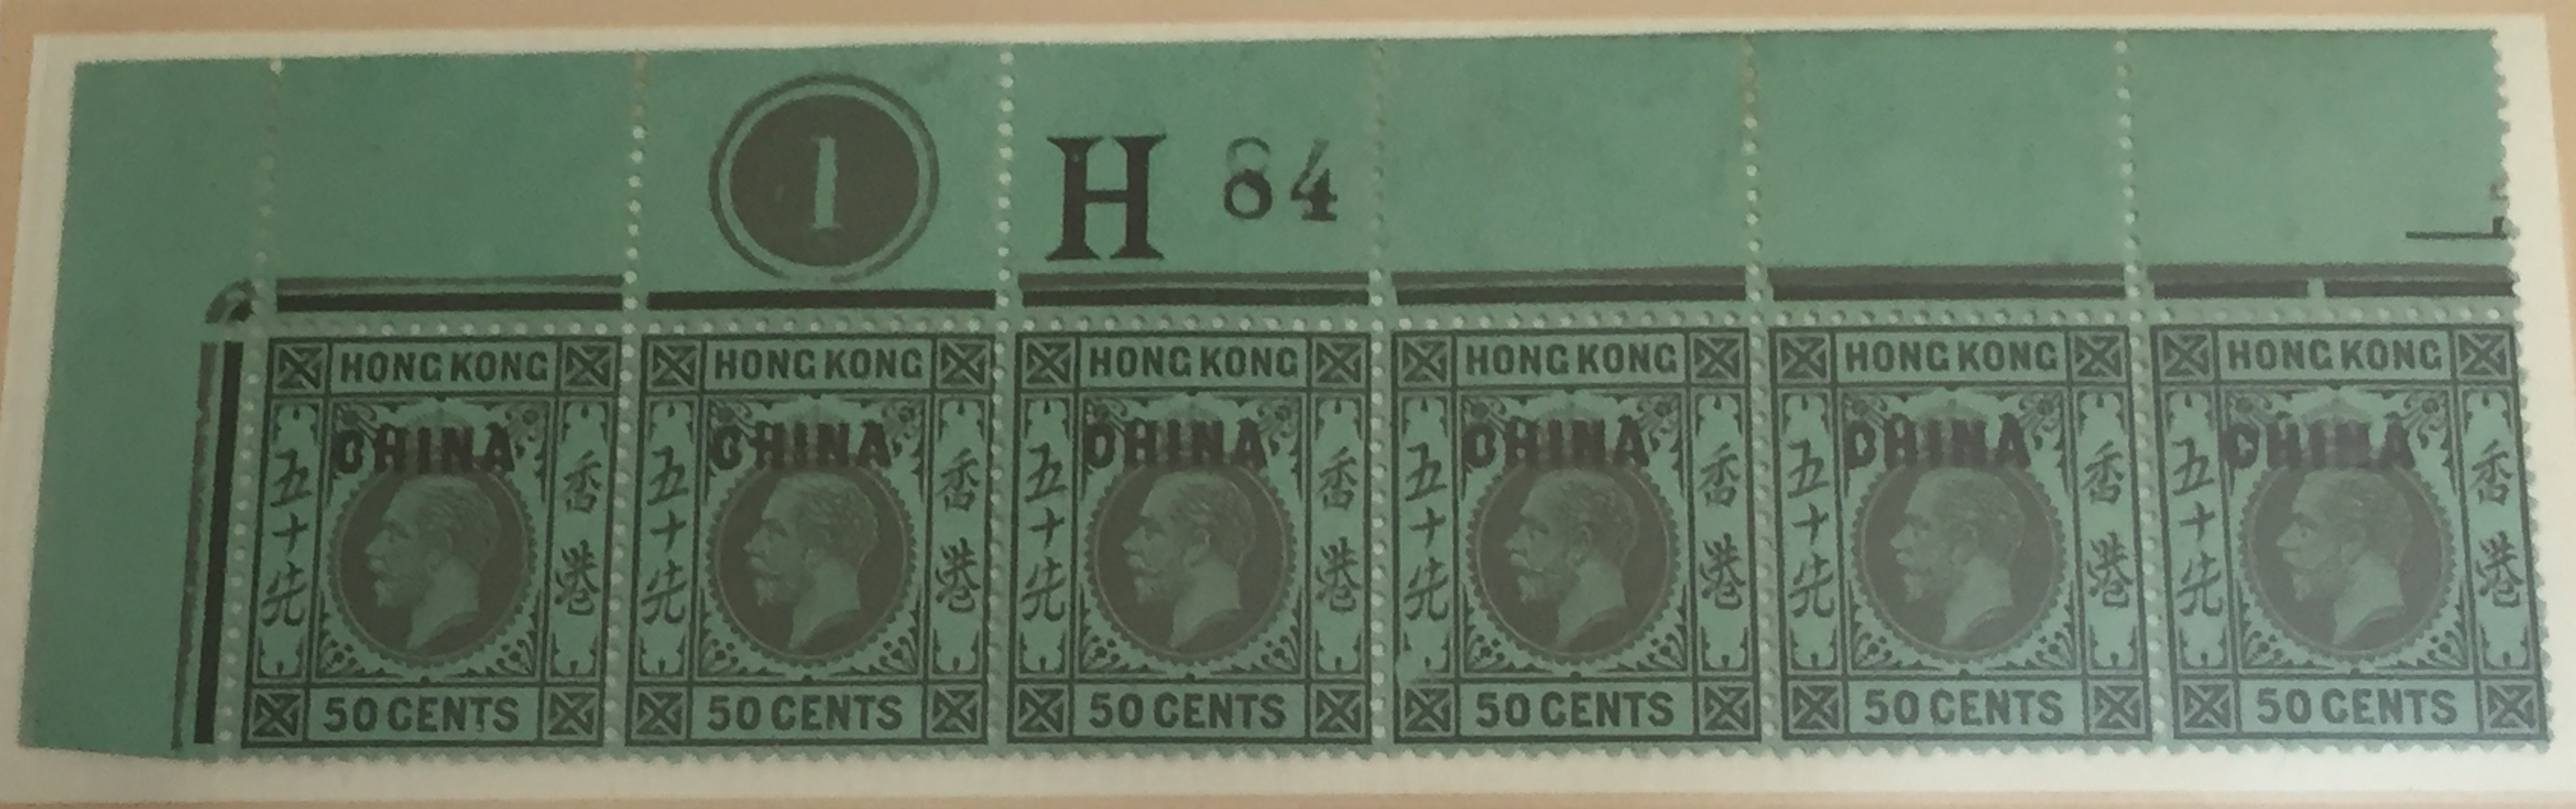 1 H 84
HONG KONG HONG KONG HONG KONG HONG KONG HONG KONG HONG KONG
CHINA CHINA CHINA CHINA CHINA CHINA
五十先 香港 五十先 香港 五十先 香港 五十先 香港 五十先 香港 五十先 香港
50 CENTS 50 CENTS 50 CENTS 50 CENTS 50 CENTS 50 CENTS